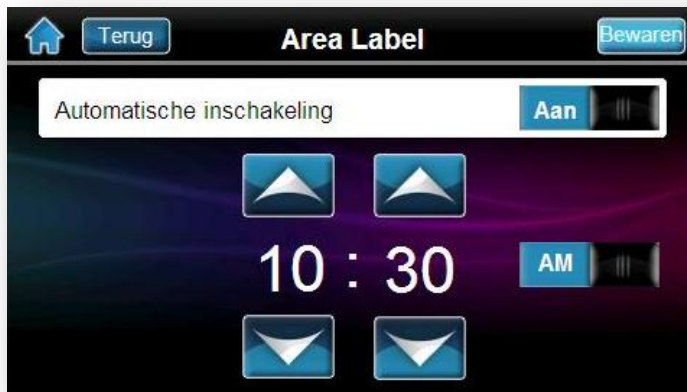 Terug Area Label Bewaren
Automatische inschakeling Aan
10 : 30 AM